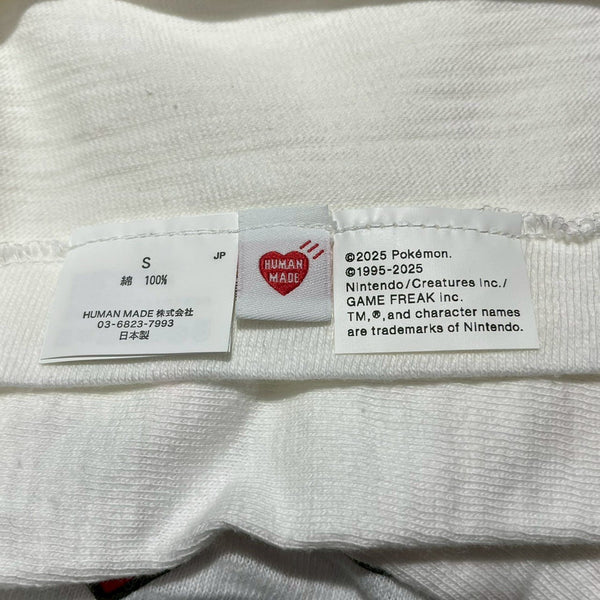 S
JP
綿 100%
HUMAN MADE 株式会社
03-6823-7993
日本製
HUMAN
MADE
©2025 Pokémon.
©1995-2025
Nintendo/Creatures Inc./
GAME FREAK inc.
TM,®,and character names
are trademarks of Nintendo.